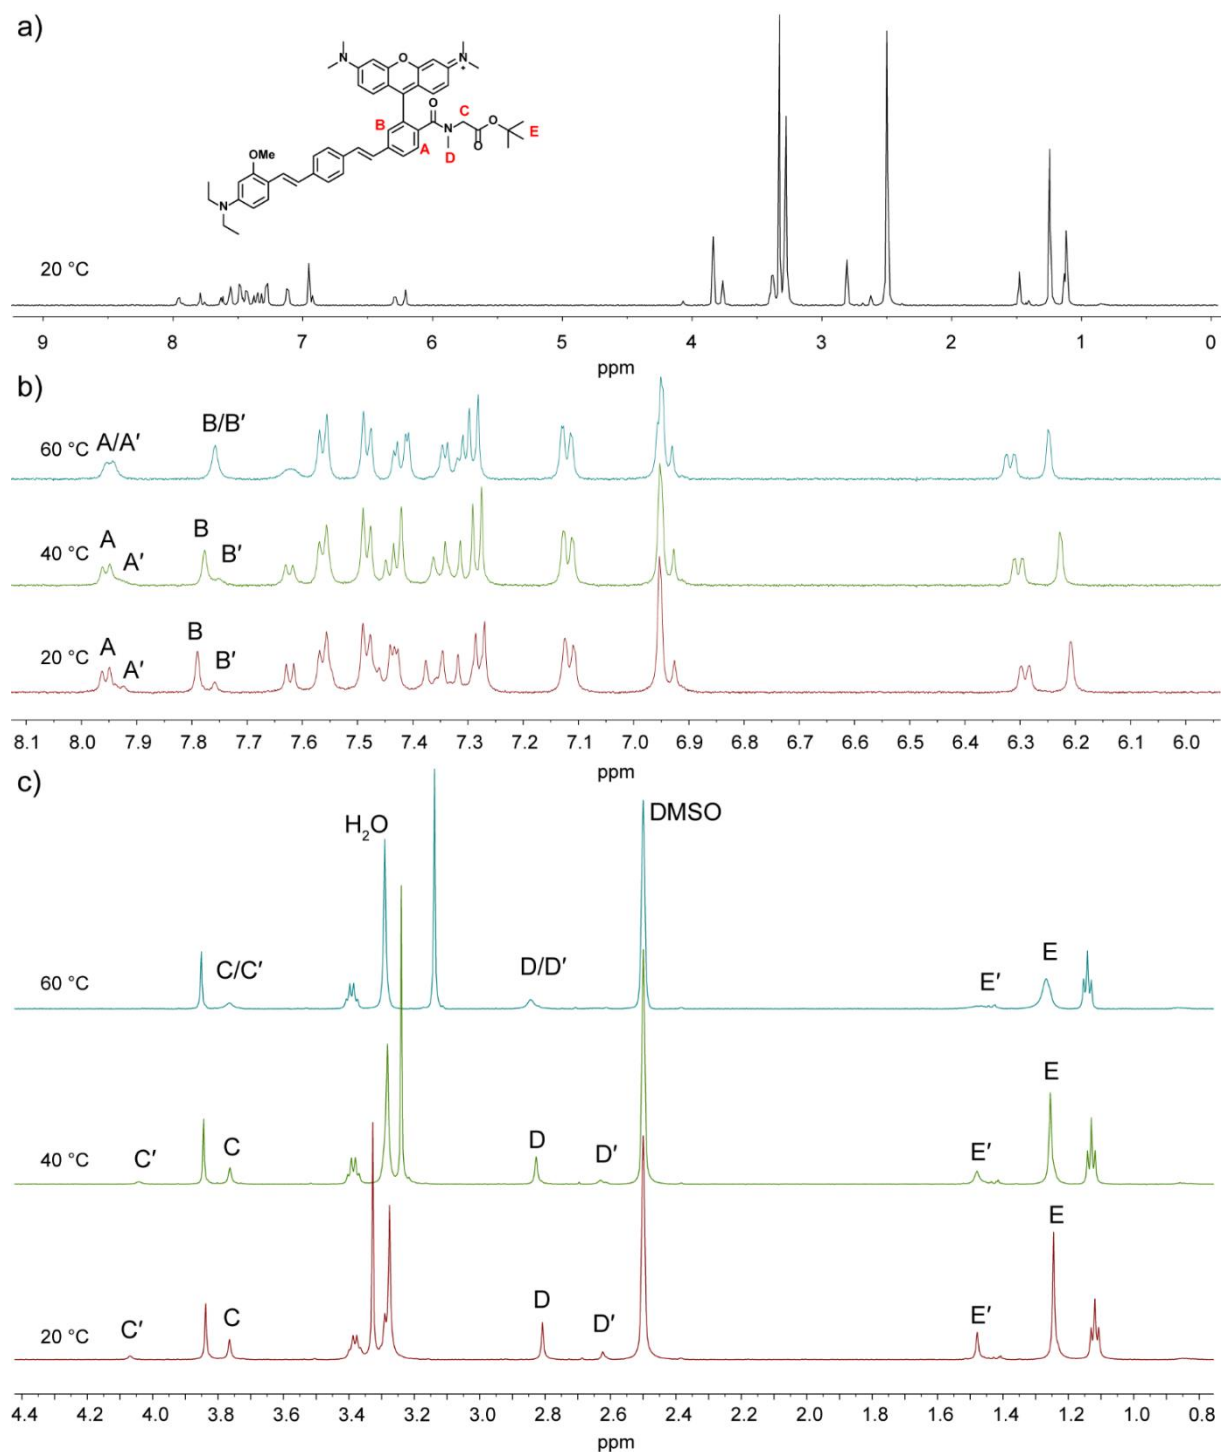 a)
N
O
N
+
O
C
B
N
O
E
A
D
O
OMe
N
20 °C
9 8 7 6 5 4 3 2 1 0
ppm
b)
60 °C
A/A′ B/B′
40 °C
A A′ B B′
20 °C
A A′ B B′
8.1 8.0 7.9 7.8 7.7 7.6 7.5 7.4 7.3 7.2 7.1 7.0 6.9 6.8 6.7 6.6 6.5 6.4 6.3 6.2 6.1 6.0
ppm
c)
H2O DMSO
60 °C C/C′ D/D′ E′ E
40 °C C′ C D D′ E′ E
20 °C C′ C D D′ E′ E
4.4 4.2 4.0 3.8 3.6 3.4 3.2 3.0 2.8 2.6 2.4 2.2 2.0 1.8 1.6 1.4 1.2 1.0 0.8
ppm